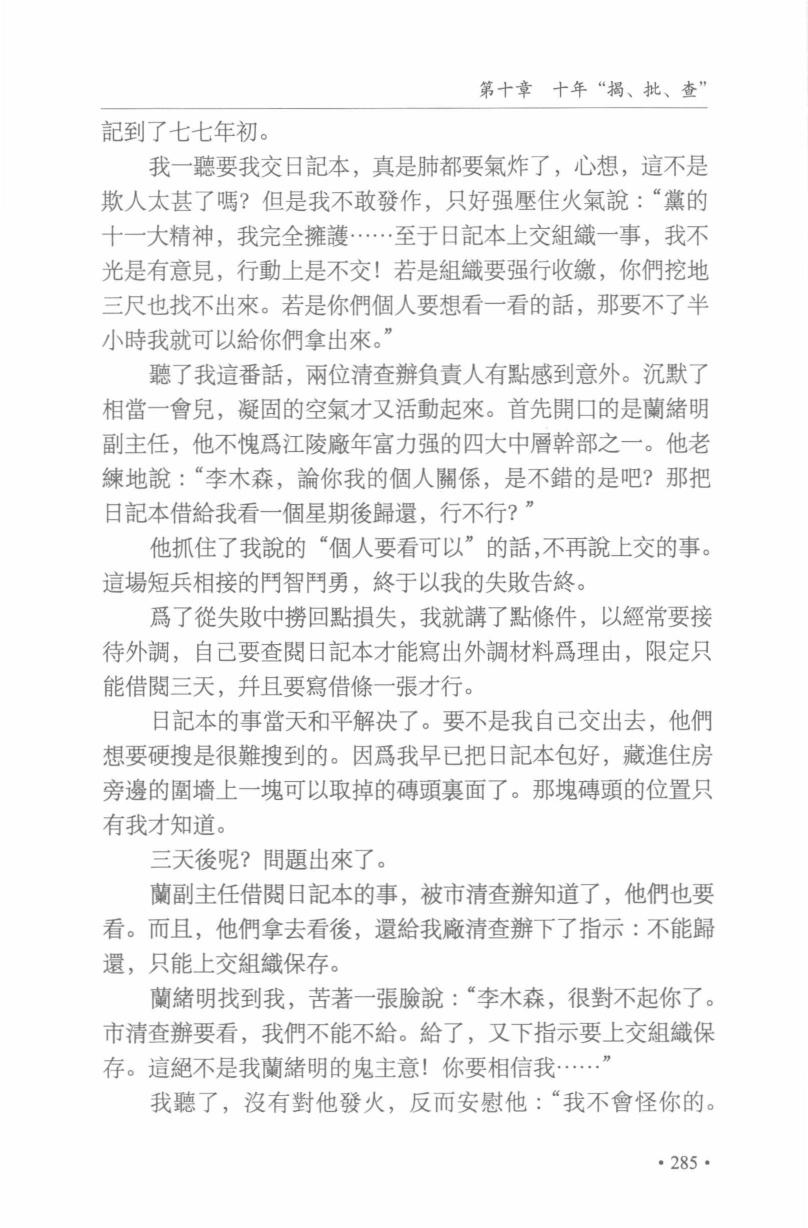 第十章　十年“揭、批、查”
記到了七七年初。
我一聽要我交日記本，真是肺都要氣炸了，心想，這不是
欺人太甚了嗎？但是我不敢發作，只好强壓住火氣說：“黨的
十一大精神，我完全擁護……至于日記本上交組織一事，我不
光是有意見，行動上是不交！若是組織要强行收繳，你們挖地
三尺也找不出來。若是你們個人要想看一看的話，那要不了半
小時我就可以給你們拿出來。”
聽了我這番話，兩位清查辦負責人有點感到意外。沉默了
相當一會兒，凝固的空氣才又活動起來。首先開口的是蘭緒明
副主任，他不愧爲江陵廠年富力强的四大中層幹部之一。他老
練地說：“李木森，論你我的個人關係，是不錯的是吧？那把
日記本借給我看一個星期後歸還，行不行？”
他抓住了我說的“個人要看可以”的話,不再說上交的事。
這場短兵相接的鬥智鬥勇，終于以我的失敗告終。
爲了從失敗中撈回點損失，我就講了點條件，以經常要接
待外調，自己要查閱日記本才能寫出外調材料爲理由，限定只
能借閱三天，幷且要寫借條一張才行。
日記本的事當天和平解决了。要不是我自己交出去，他們
想要硬搜是很難搜到的。因爲我早已把日記本包好，藏進住房
旁邊的圍墻上一塊可以取掉的磚頭裏面了。那塊磚頭的位置只
有我才知道。
三天後呢？問題出來了。
蘭副主任借閱日記本的事，被市清查辦知道了，他們也要
看。而且，他們拿去看後，還給我廠清查辦下了指示：不能歸
還，只能上交組織保存。
蘭緒明找到我，苦著一張臉說：“李木森，很對不起你了。
市清查辦要看，我們不能不給。給了，又下指示要上交組織保
存。這絕不是我蘭緒明的鬼主意！你要相信我……”
我聽了，沒有對他發火，反而安慰他：“我不會怪你的。
·285·